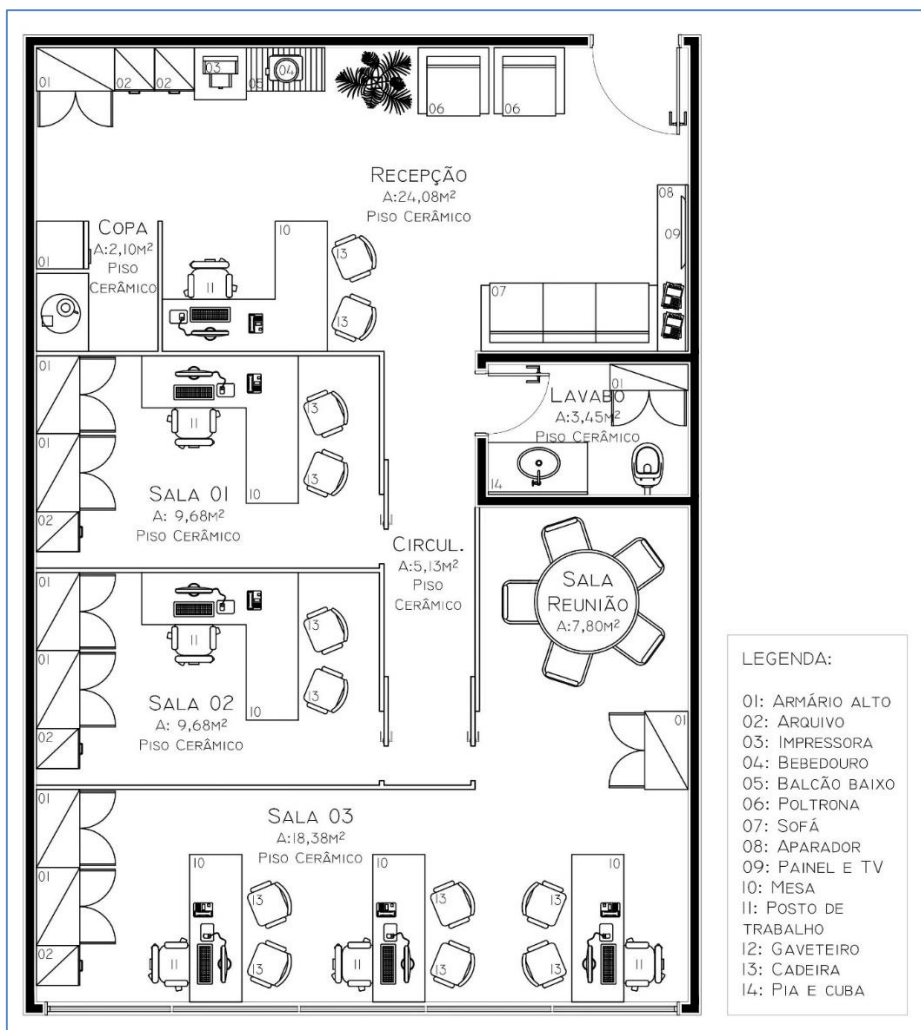 01
02
02
03
05
04
06
06
RECEPÇÃO
A:24,08M²
PISO CERÂMICO
08
09
COPA
A:2,10M²
PISO
CERÂMICO
01
10
11
13
13
07
01
01
02
11
10
13
13
SALA 01
A: 9,68M²
PISO CERÂMICO
LAVABO
A:3,45M²
PISO CERÂMICO
01
14
CIRCUL.
A:5,13M²
PISO
CERÂMICO
SALA
REUNIÃO
A:7,80M²
01
01
01
02
11
10
13
13
SALA 02
A: 9,68M²
PISO CERÂMICO
SALA 03
A:18,38M²
PISO CERÂMICO
01
01
02
10
11
13
13
10
11
13
13
10
11
13
13
LEGENDA:
01: ARMÁRIO ALTO
02: ARQUIVO
03: IMPRESSORA
04: BEBEDOURO
05: BALCÃO BAIXO
06: POLTRONA
07: SOFÁ
08: APARADOR
09: PAINEL E TV
10: MESA
11: POSTO DE
TRABALHO
12: GAVETEIRO
13: CADEIRA
14: PIA E CUBA